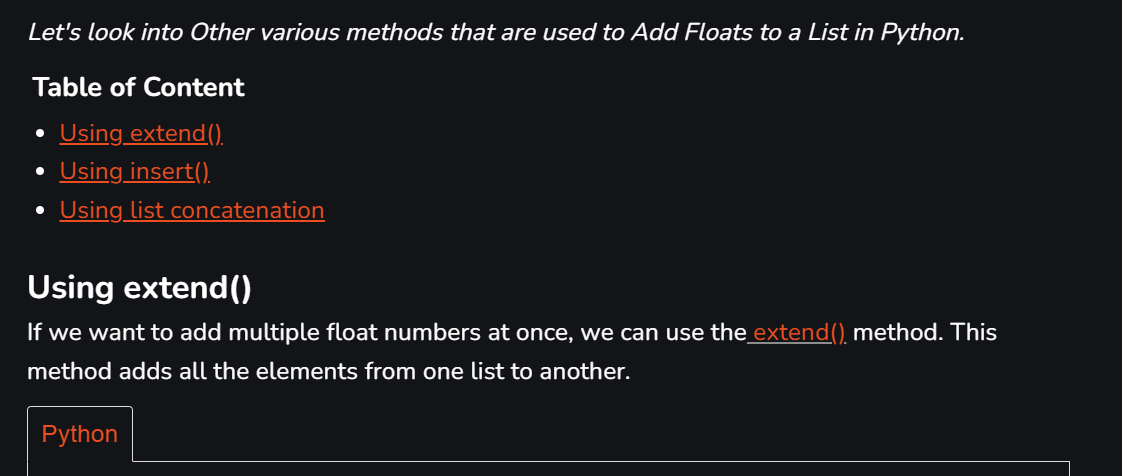 Let's look into Other various methods that are used to Add Floats to a List in Python.
Table of Content
Using extend()
Using insert()
Using list concatenation
Using extend()
If we want to add multiple float numbers at once, we can use the extend() method. This
method adds all the elements from one list to another.
Python